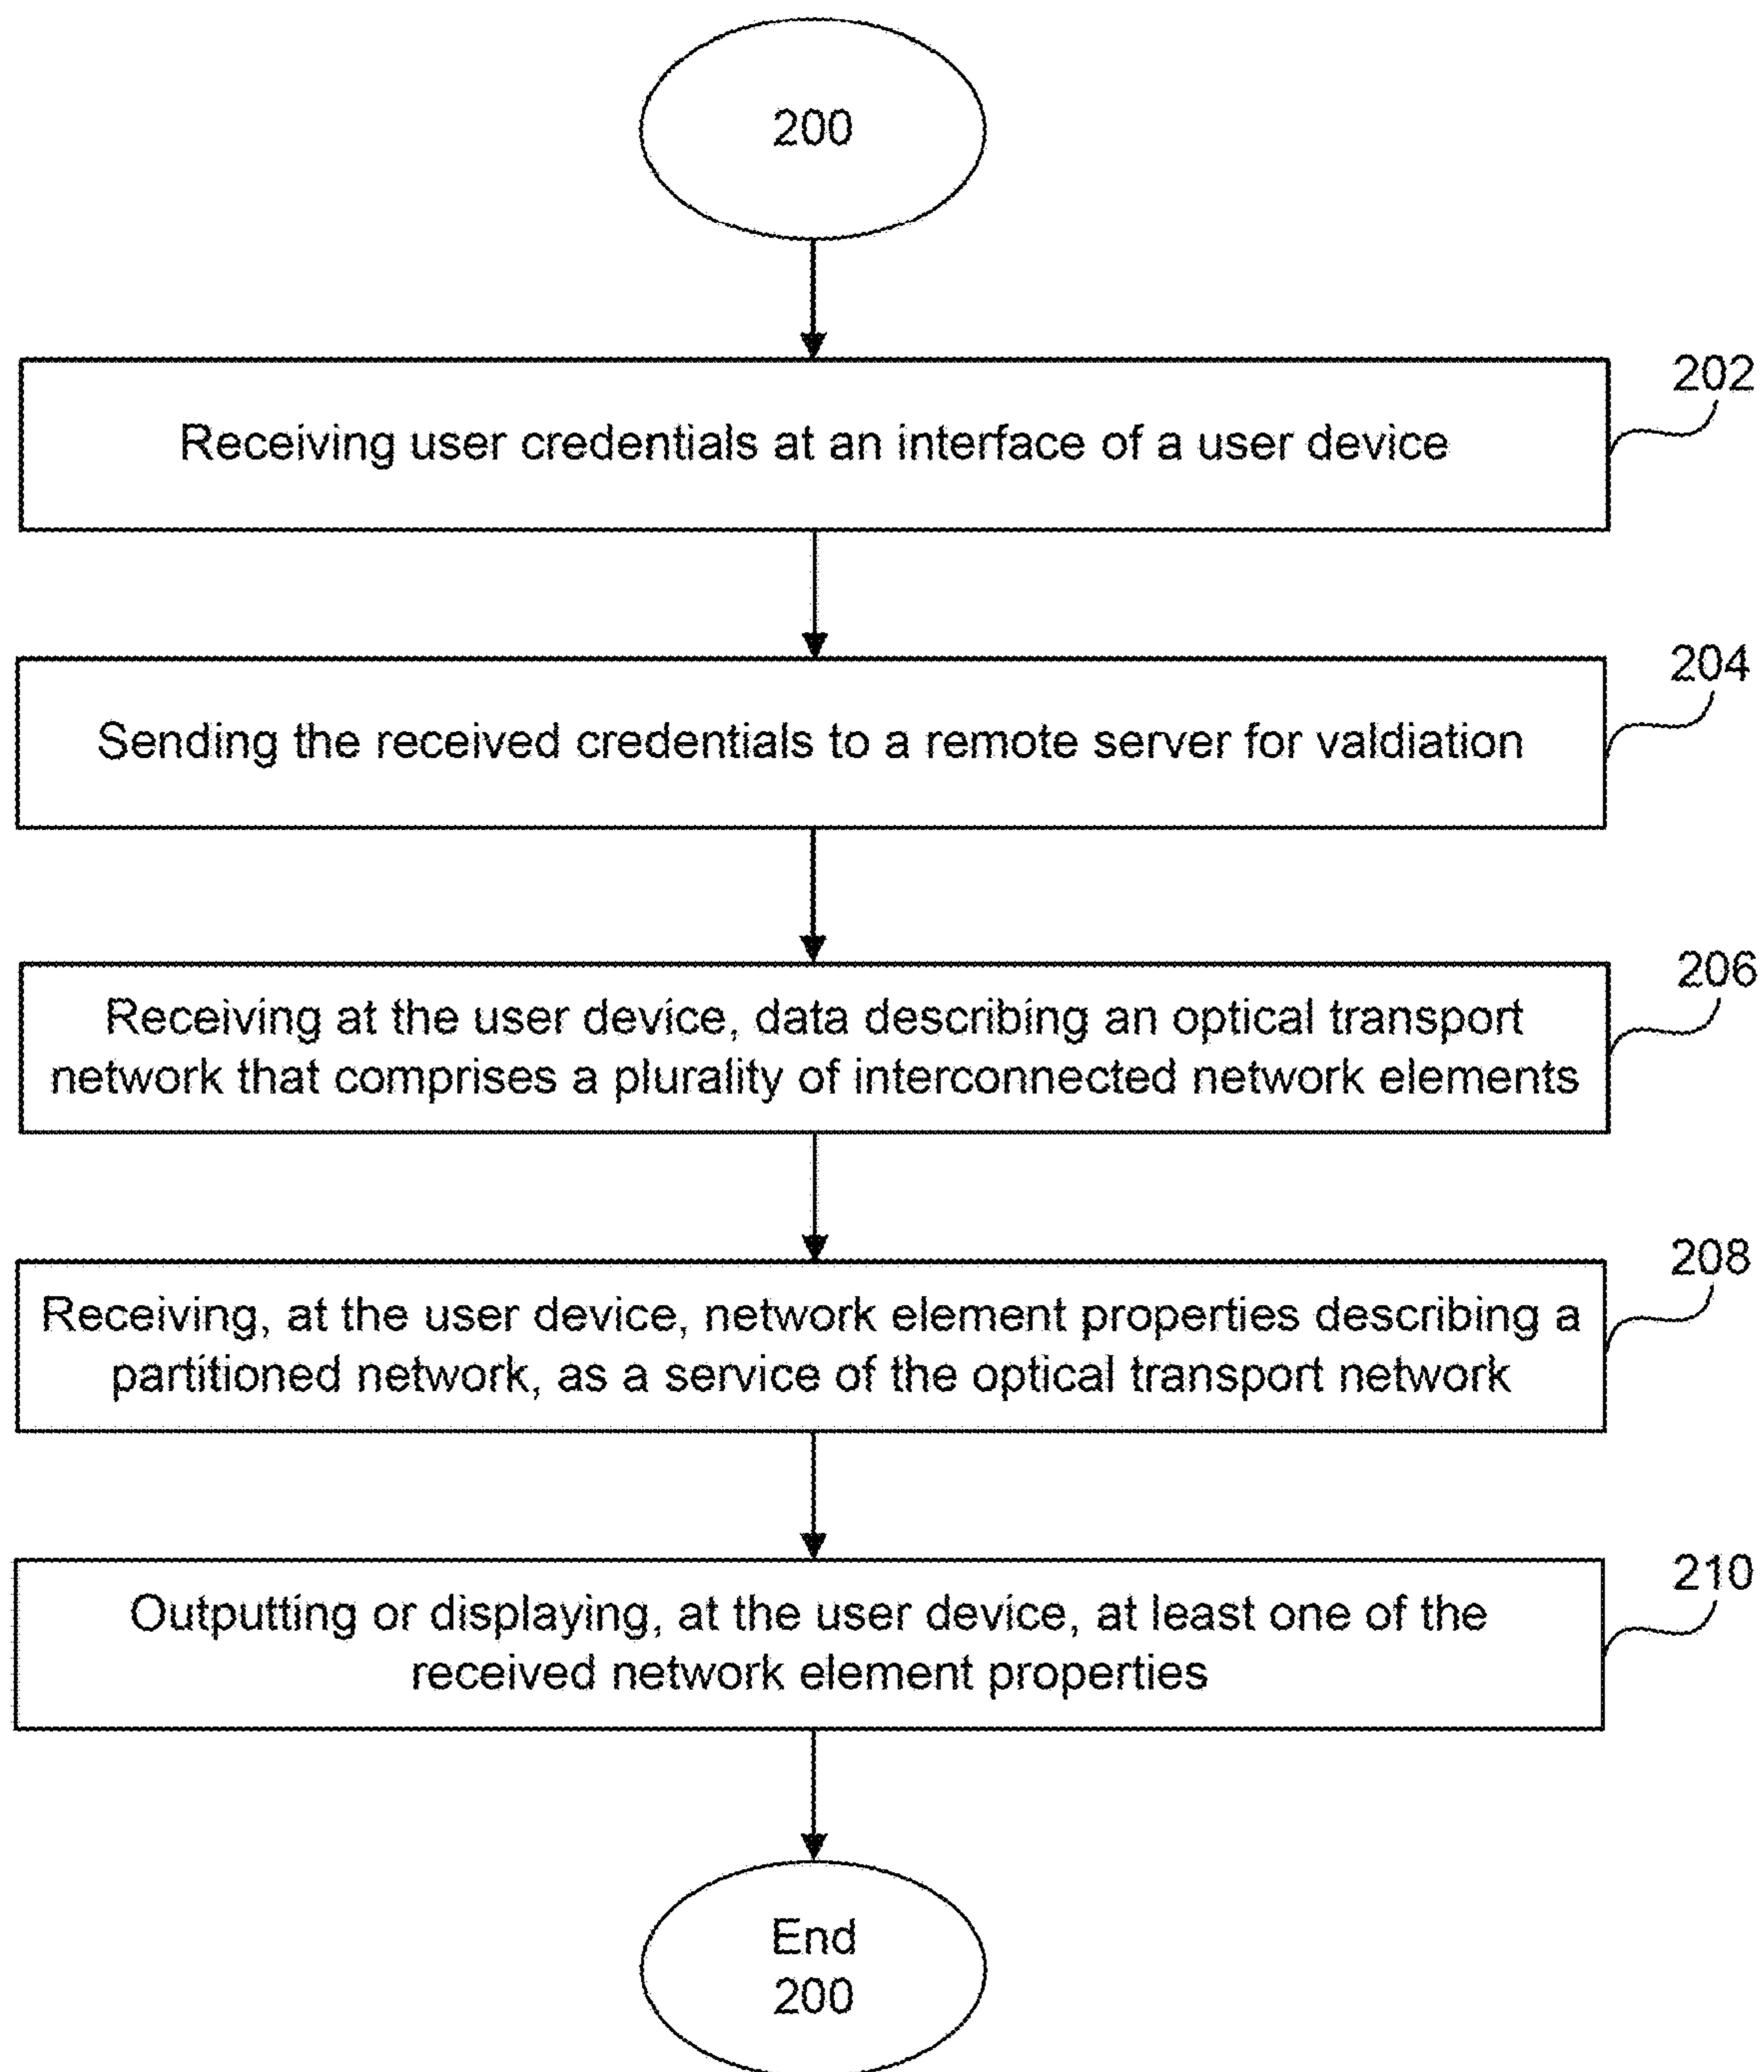 200
202
Receiving user credentials at an interface of a user device
204
Sending the received credentials to a remote server for valdiation
206
Receiving at the user device, data describing an optical transport
network that comprises a plurality of interconnected network elements
208
Receiving, at the user device, network element properties describing a
partitioned network, as a service of the optical transport network
210
Outputting or displaying, at the user device, at least one of the
received network element properties
End
200